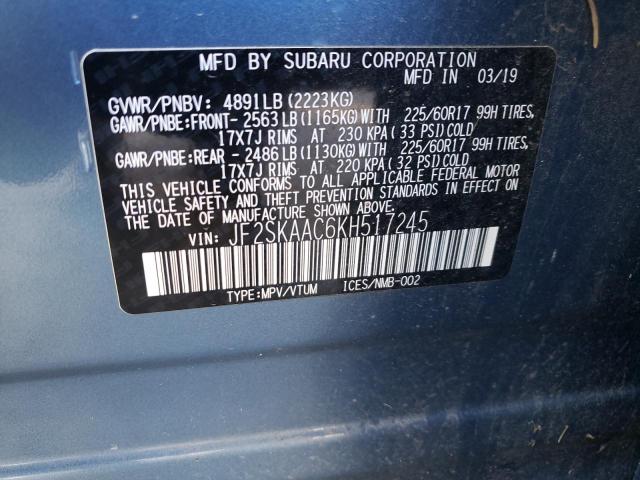 MFD BY SUBARU CORPORATION
MFD IN 03/19
GVWR/PNBV: 4891LB(2223KG)
GAWR/PNBE:FRONT-2563LB(1165KG)WITH 225/60R17 99H TIRES,
17X7J RIMS AT 230 KPA(33 PSI)COLD
GAWR/PNBE:REAR-2486LB(1130KG)WITH 225/60R17 99H TIRES,
17X7J RIMS AT 220 KPA(32 PSI)COLD
THIS VEHICLE CONFORMS TO ALL APPLICABLE FEDERAL MOTOR
VEHICLE SAFETY AND THEFT PREVENTION STANDARDS IN EFFECT ON
THE DATE OF MANUFACTURE SHOWN ABOVE.
VIN: JF2SKAAC6KH517245
TYPE:MPV/VTUM ICES/NMB-002